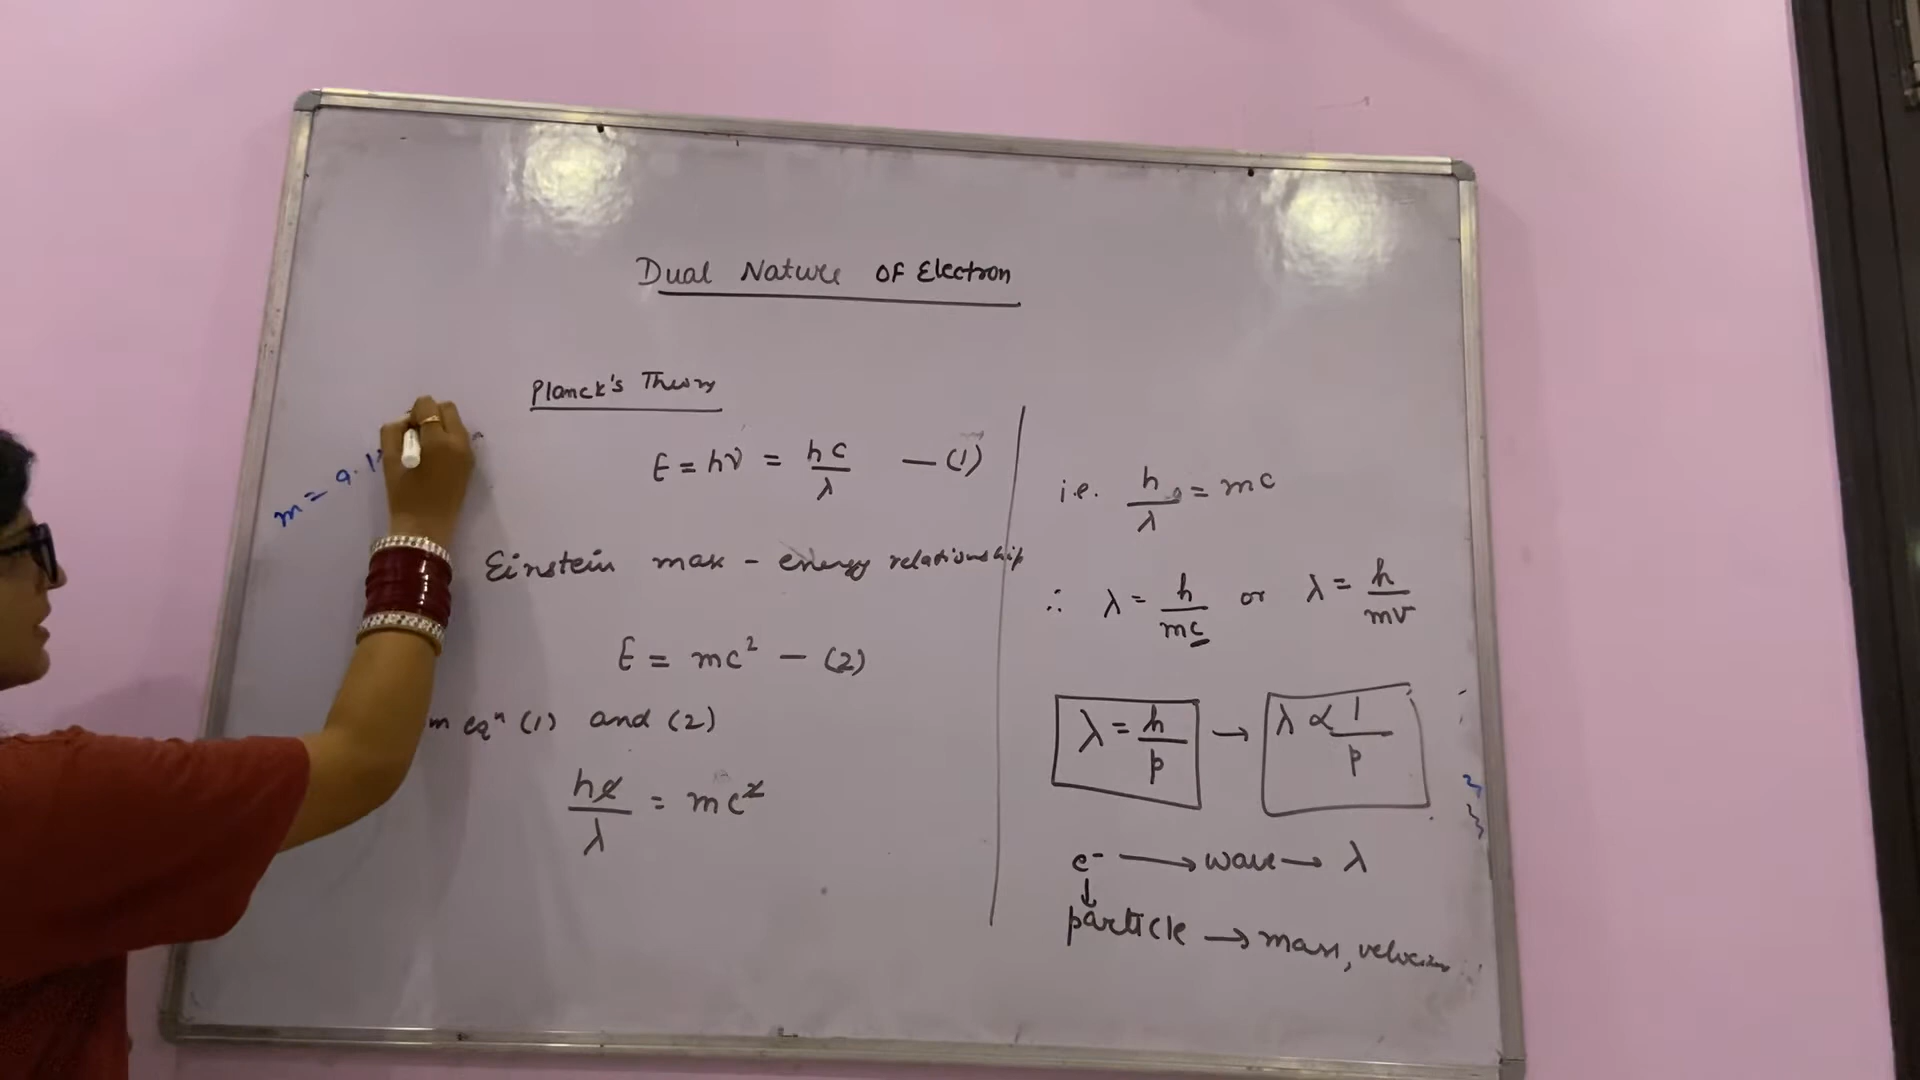 Dual Nature OF Electron
Planck's Theory
E = hν = hc/λ — (1)
m = 9.1
Einstein mass - energy relationship
E = mc² — (2)
eqⁿ (1) and (2)
hc/λ = mc²
i.e. h/λ = mc
∴ λ = h/mc or λ = h/mv
λ = h/p → λ ∝ 1/p
e⁻ → wave → λ
↓
particle → mass, velocity